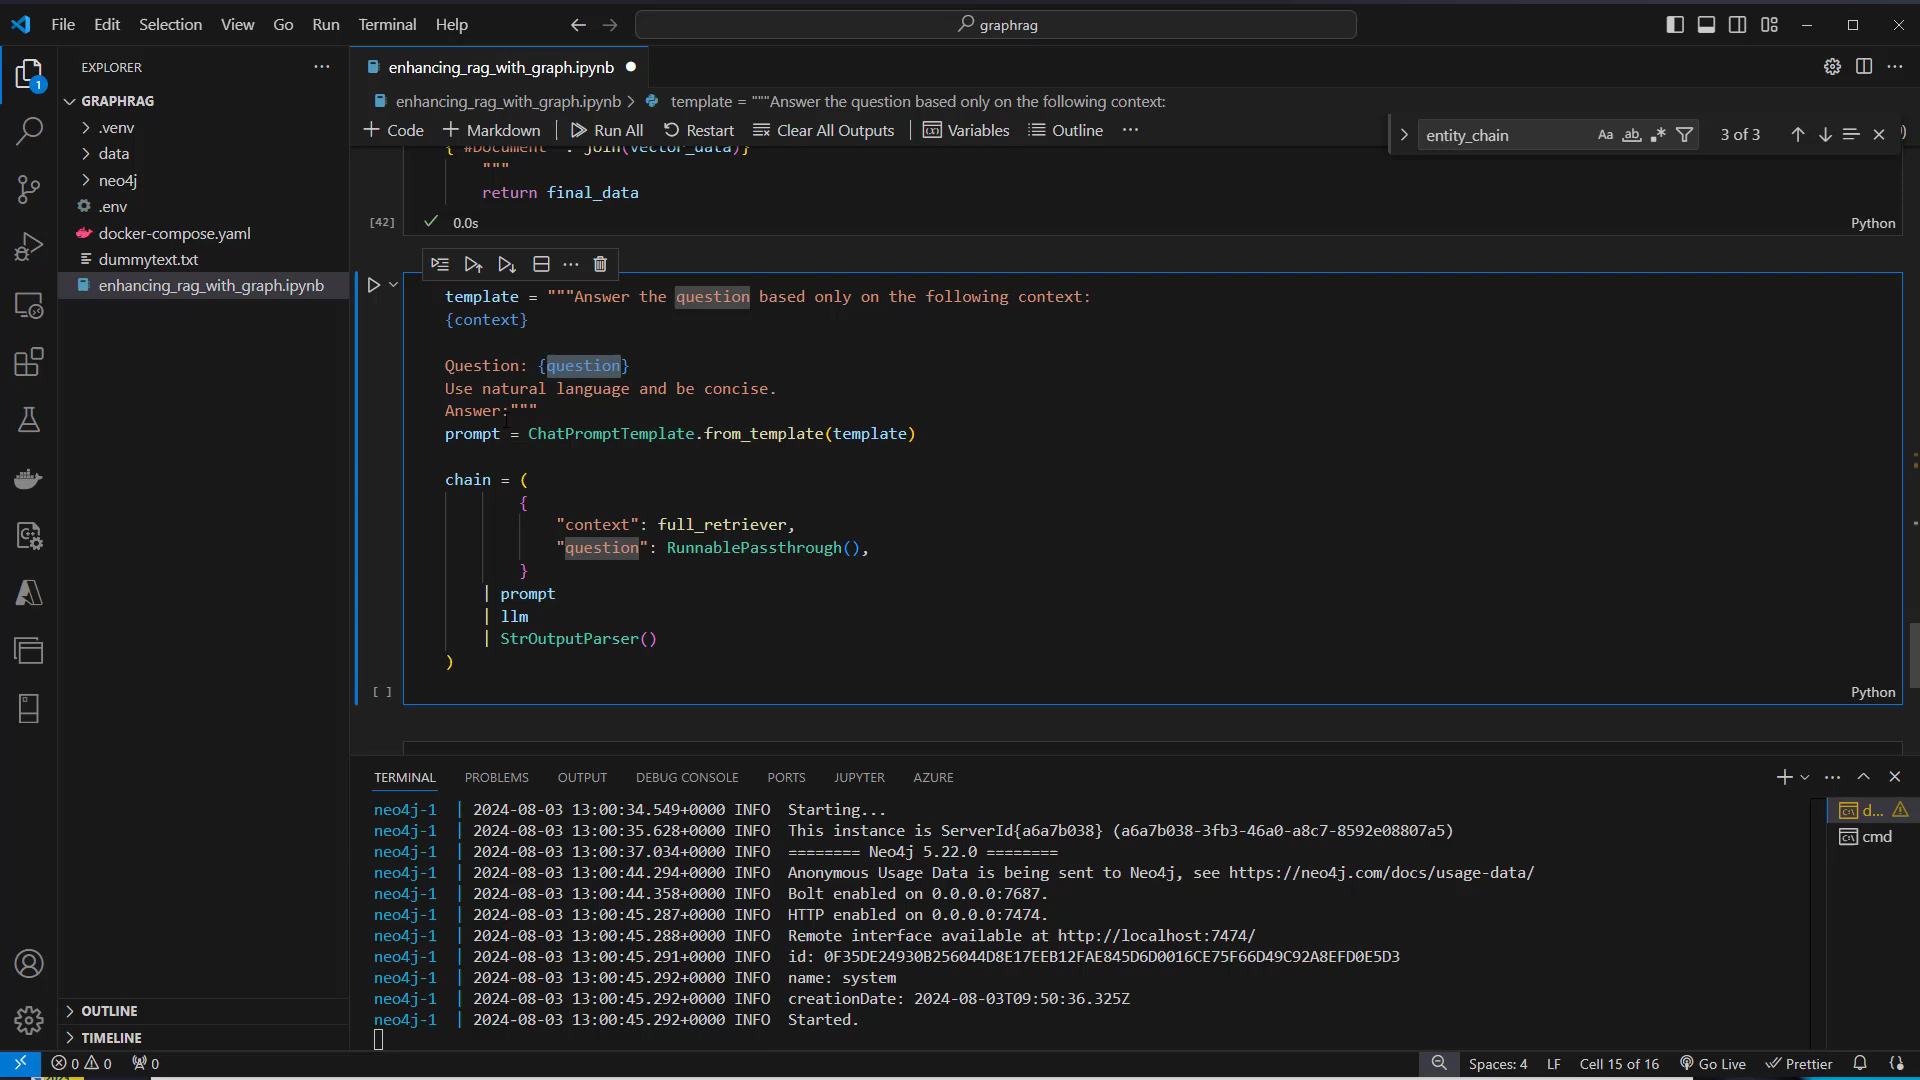 File Edit Selection View Go Run Terminal Help
graphrag
EXPLORER
1
GRAPHRAG
.venv
data
neo4j
.env
docker-compose.yaml
dummytext.txt
enhancing_rag_with_graph.ipynb
OUTLINE
TIMELINE
enhancing_rag_with_graph.ipynb
enhancing_rag_with_graph.ipynb > template = """Answer the question based only on the following context:
Code Markdown Run All Restart Clear All Outputs Variables Outline
entity_chain Aa ab 3 of 3
{"#Document ". join(vector_data)}
"""
return final_data
[42] 0.0s Python
template = """Answer the question based only on the following context:
{context}
Question: {question}
Use natural language and be concise.
Answer:"""
prompt = ChatPromptTemplate.from_template(template)
chain = (
{
"context": full_retriever,
"question": RunnablePassthrough(),
}
| prompt
| llm
| StrOutputParser()
)
[ ] Python
TERMINAL PROBLEMS OUTPUT DEBUG CONSOLE PORTS JUPYTER AZURE
neo4j-1 | 2024-08-03 13:00:34.549+0000 INFO Starting...
neo4j-1 | 2024-08-03 13:00:35.628+0000 INFO This instance is ServerId{a6a7b038} (a6a7b038-3fb3-46a0-a8c7-8592e08807a5)
neo4j-1 | 2024-08-03 13:00:37.034+0000 INFO ======== Neo4j 5.22.0 ========
neo4j-1 | 2024-08-03 13:00:44.294+0000 INFO Anonymous Usage Data is being sent to Neo4j, see https://neo4j.com/docs/usage-data/
neo4j-1 | 2024-08-03 13:00:44.358+0000 INFO Bolt enabled on 0.0.0.0:7687.
neo4j-1 | 2024-08-03 13:00:45.287+0000 INFO HTTP enabled on 0.0.0.0:7474.
neo4j-1 | 2024-08-03 13:00:45.288+0000 INFO Remote interface available at http://localhost:7474/
neo4j-1 | 2024-08-03 13:00:45.291+0000 INFO id: 0F35DE24930B256044D8E17EEB12FAE845D6D0016CE75F66D49C92A8EFD0E5D3
neo4j-1 | 2024-08-03 13:00:45.292+0000 INFO name: system
neo4j-1 | 2024-08-03 13:00:45.292+0000 INFO creationDate: 2024-08-03T09:50:36.325Z
neo4j-1 | 2024-08-03 13:00:45.292+0000 INFO Started.
d...
cmd
0 0 0 Spaces: 4 LF Cell 15 of 16 Go Live Prettier